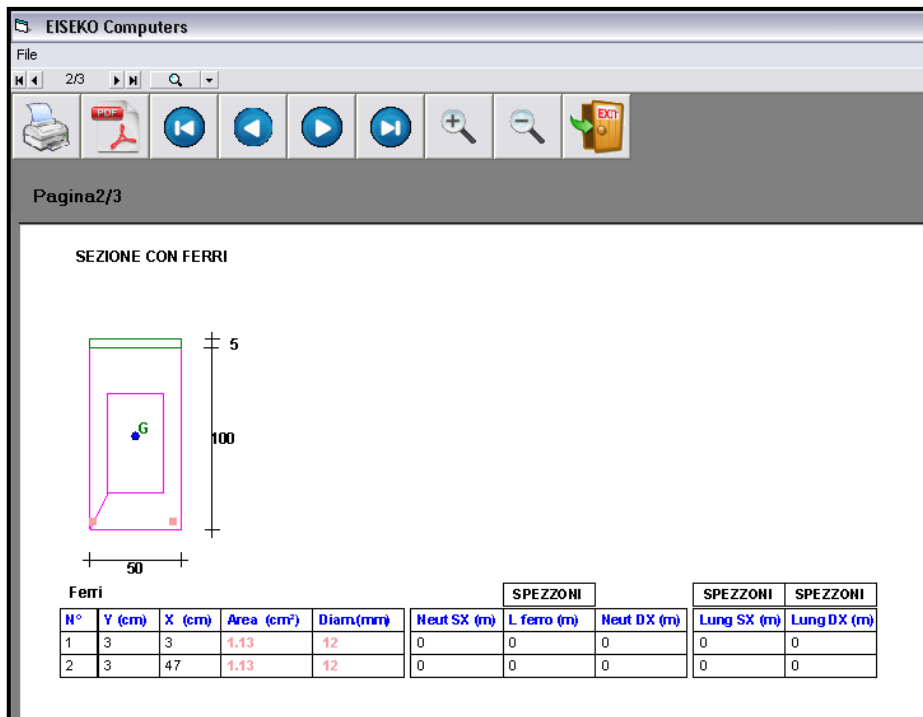 EISEKO Computers
File
2/3
PDF
EXIT
Pagina2/3
SEZIONE CON FERRI
5
G
100
50
Ferri SPEZZONI SPEZZONI SPEZZONI
N° Y (cm) X (cm) Area (cm²) Diam.(mm) Neut SX (m) L ferro (m) Neut DX (m) Lung SX (m) Lung DX (m)
1 3 3 1.13 12 0 0 0 0 0
2 3 47 1.13 12 0 0 0 0 0